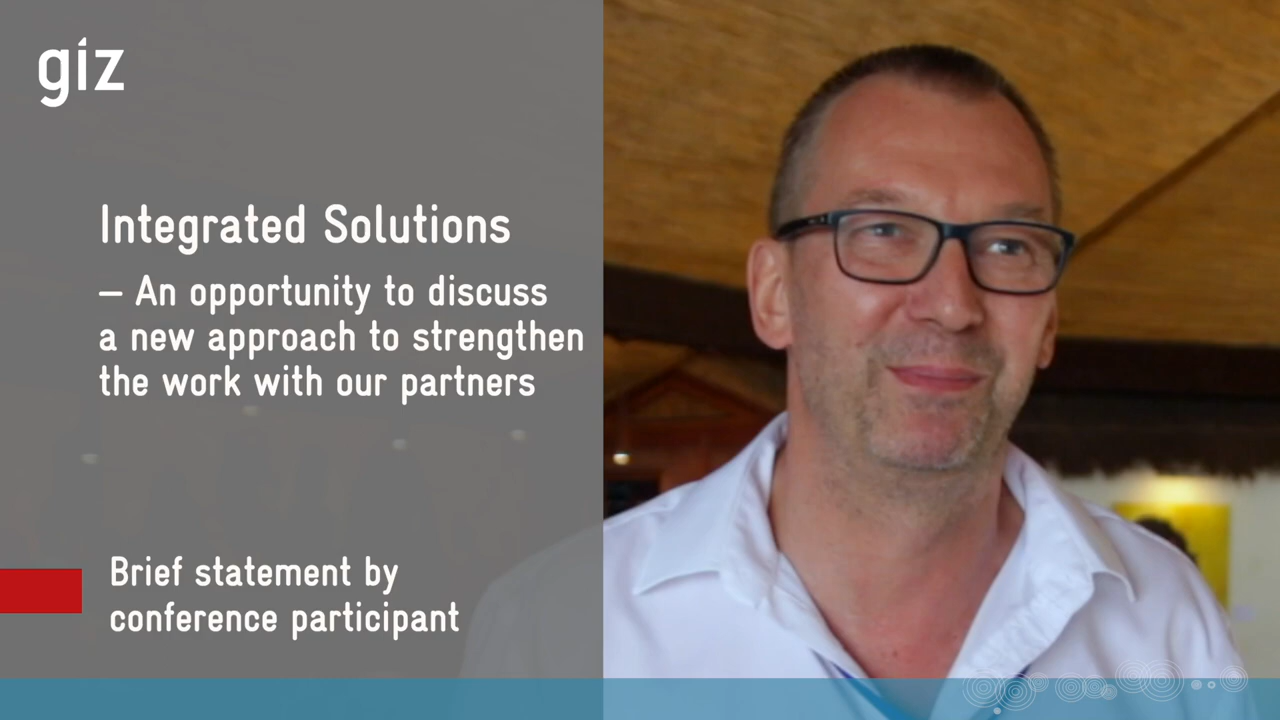 giz
Integrated Solutions
– An opportunity to discuss
a new approach to strengthen
the work with our partners
Brief statement by
conference participant